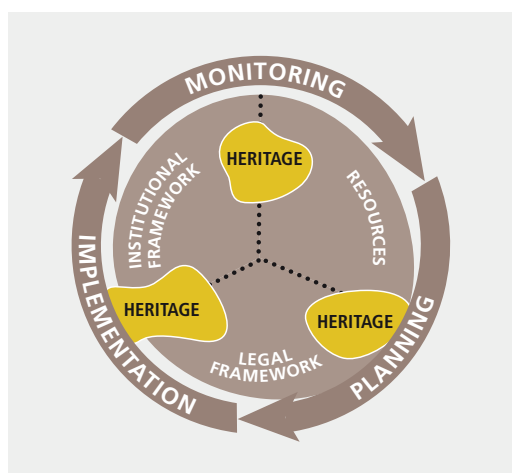 MONITORING
HERITAGE
INSTITUTIONAL
FRAMEWORK
RESOURCES
IMPLEMENTATION
HERITAGE
HERITAGE
PLANNING
LEGAL
FRAMEWORK